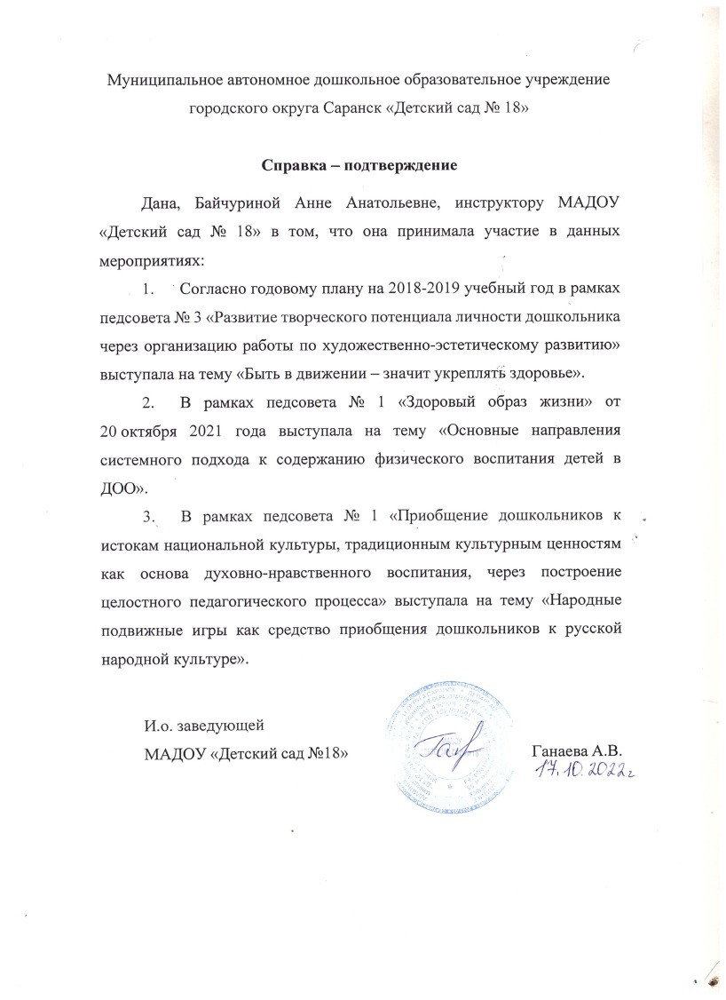 Муниципальное автономное дошкольное образовательное учреждение
городского округа Саранск «Детский сад № 18»
Справка – подтверждение
Дана, Байчуриной Анне Анатольевне, инструктору МАДОУ
«Детский сад № 18» в том, что она принимала участие в данных
мероприятиях:
1. Согласно годовому плану на 2018-2019 учебный год в рамках
педсовета № 3 «Развитие творческого потенциала личности дошкольника
через организацию работы по художественно-эстетическому развитию»
выступала на тему «Быть в движении – значит укреплять здоровье».
2. В рамках педсовета № 1 «Здоровый образ жизни» от
20 октября 2021 года выступала на тему «Основные направления
системного подхода к содержанию физического воспитания детей в
ДОО».
3. В рамках педсовета № 1 «Приобщение дошкольников к
истокам национальной культуры, традиционным культурным ценностям
как основа духовно-нравственного воспитания, через построение
целостного педагогического процесса» выступала на тему «Народные
подвижные игры как средство приобщения дошкольников к русской
народной культуре».
И.о. заведующей
МАДОУ «Детский сад №18» Ганаева А.В.
17.10.2022г